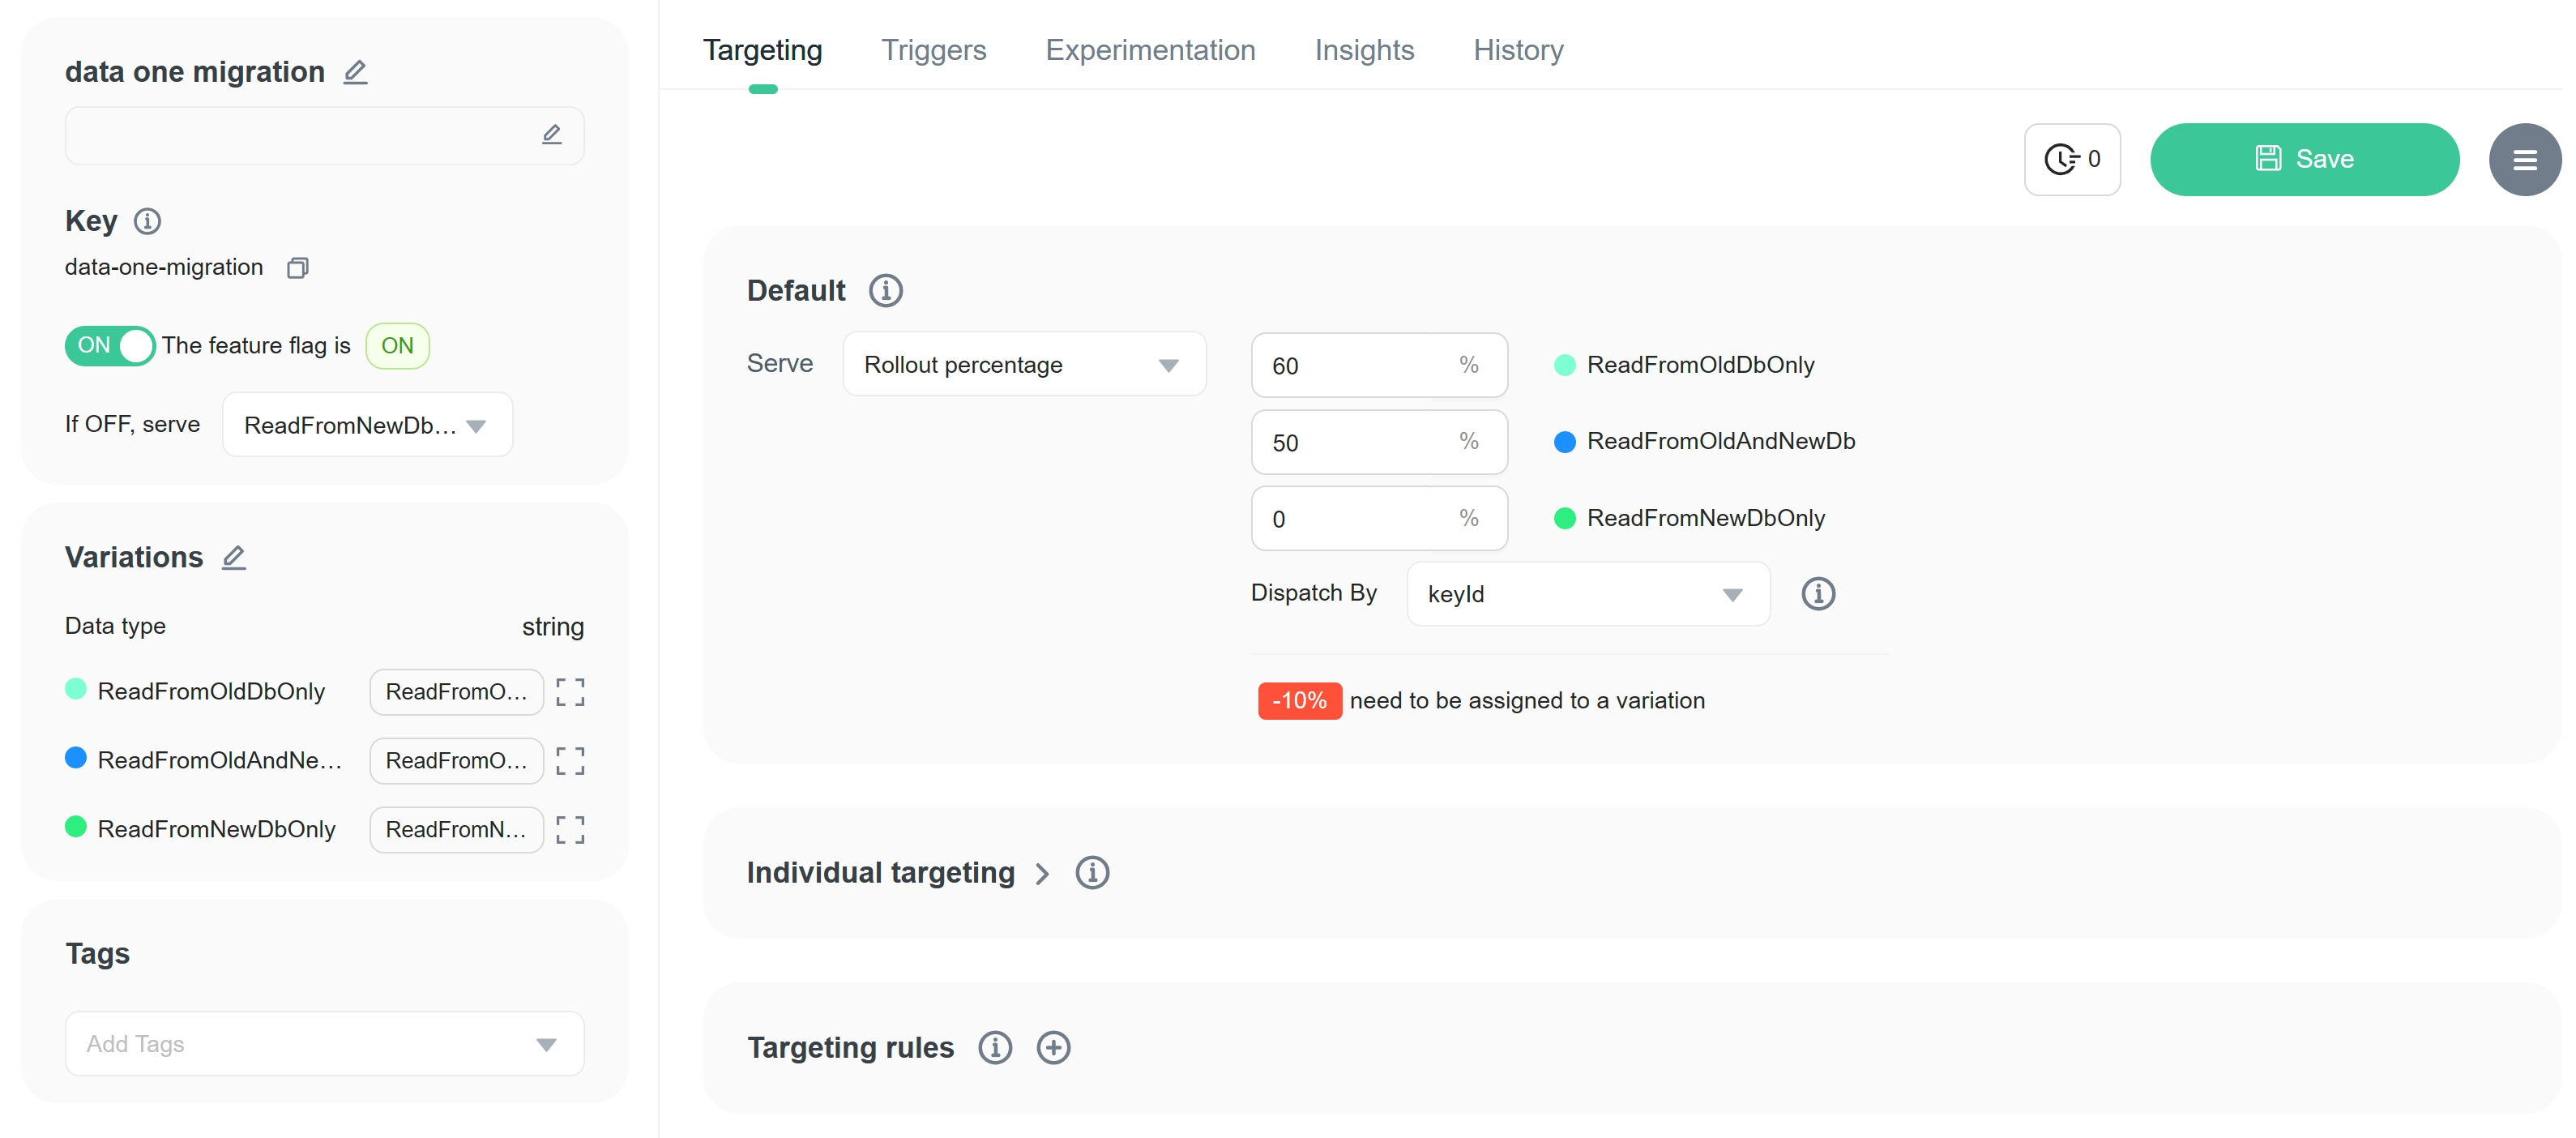 data one migration
Key
data-one-migration
ON The feature flag is ON
If OFF, serve ReadFromNewDb...
Variations
Data type string
ReadFromOldDbOnly ReadFromO...
ReadFromOldAndNe... ReadFromO...
ReadFromNewDbOnly ReadFromN...
Tags
Add Tags
Targeting Triggers Experimentation Insights History
0 Save
Default
Serve Rollout percentage 60 % ReadFromOldDbOnly
50 % ReadFromOldAndNewDb
0 % ReadFromNewDbOnly
Dispatch By keyId
-10% need to be assigned to a variation
Individual targeting
Targeting rules